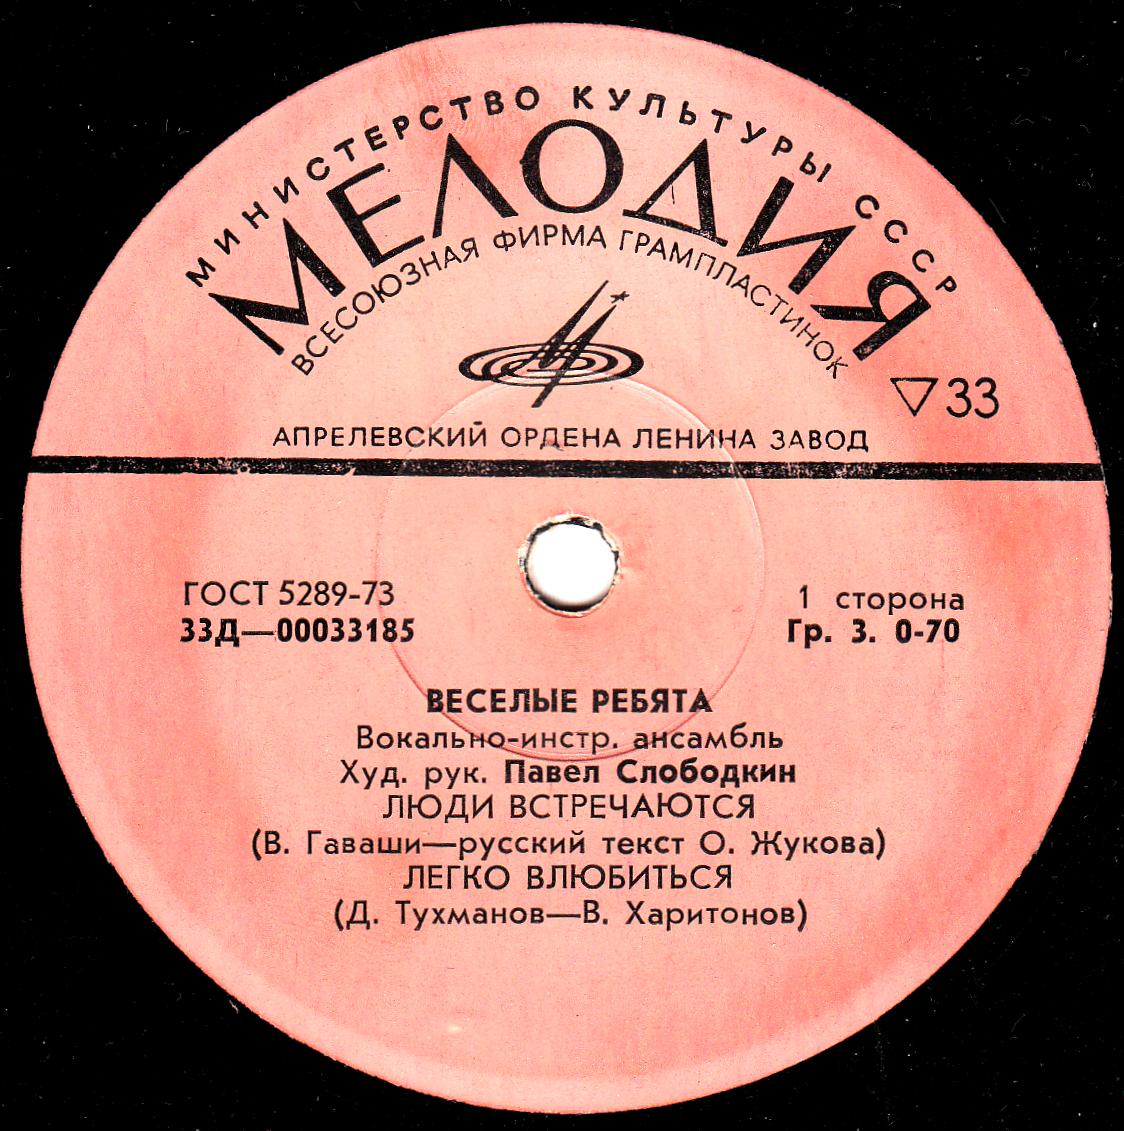 МИНИСТЕРСТВО КУЛЬТУРЫ СССР
МЕЛОДИЯ
ВСЕСОЮЗНАЯ ФИРМА ГРАМПЛАСТИНОК
33
АПРЕЛЕВСКИЙ ОРДЕНА ЛЕНИНА ЗАВОД
ГОСТ 5289-73
33Д—00033185
1 сторона
Гр. 3. 0-70
ВЕСЕЛЫЕ РЕБЯТА
Вокально-инстр. ансамбль
Худ. рук. Павел Слободкин
ЛЮДИ ВСТРЕЧАЮТСЯ
(В. Гаваши—русский текст О. Жукова)
ЛЕГКО ВЛЮБИТЬСЯ
(Д. Тухманов—В. Харитонов)